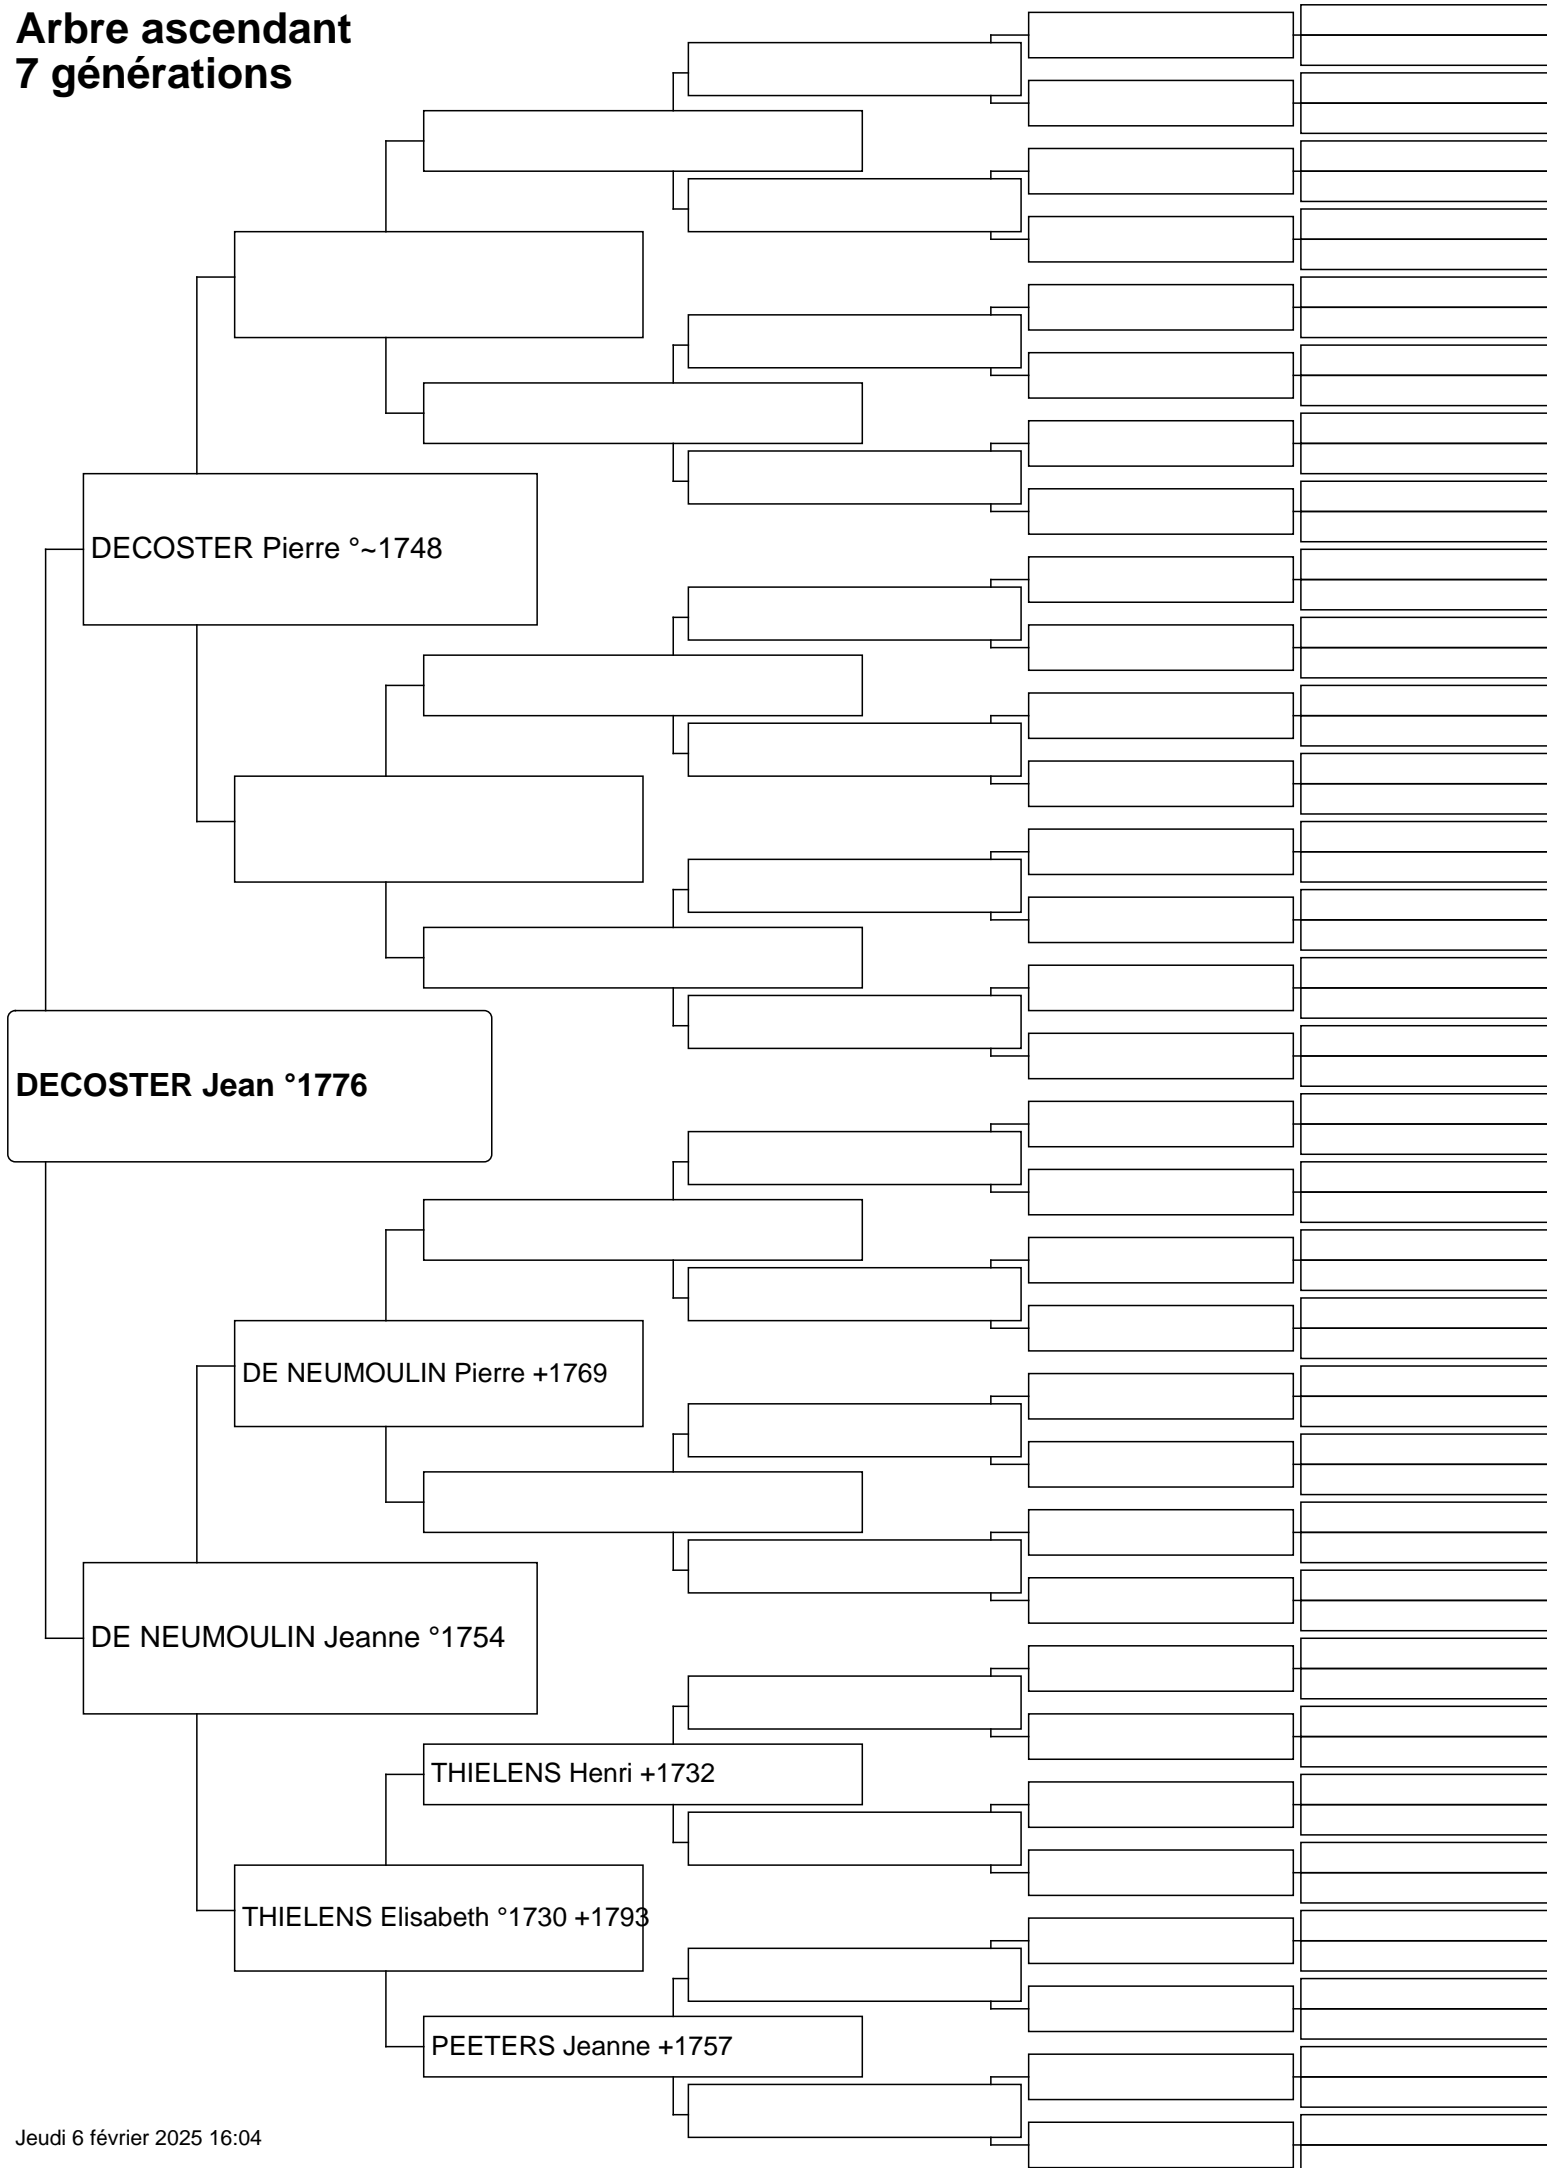 Arbre ascendant
7 générations
DECOSTER Pierre °~1748
DECOSTER Jean °1776
DE NEUMOULIN Pierre +1769
DE NEUMOULIN Jeanne °1754
THIELENS Henri +1732
THIELENS Elisabeth °1730 +1793
PEETERS Jeanne +1757
Jeudi 6 février 2025 16:04